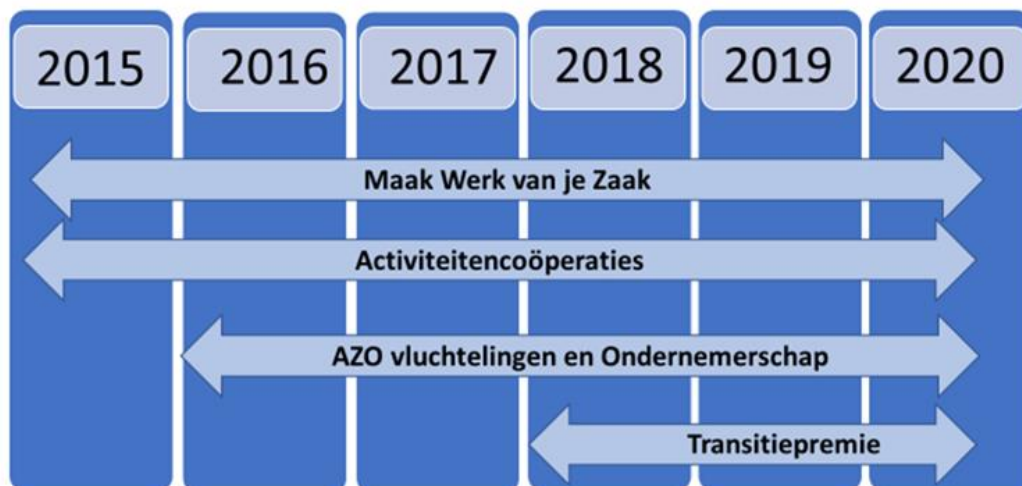 2015 2016 2017 2018 2019 2020
Maak Werk van je Zaak
Activiteitencoöperaties
AZO vluchtelingen en Ondernemerschap
Transitiepremie